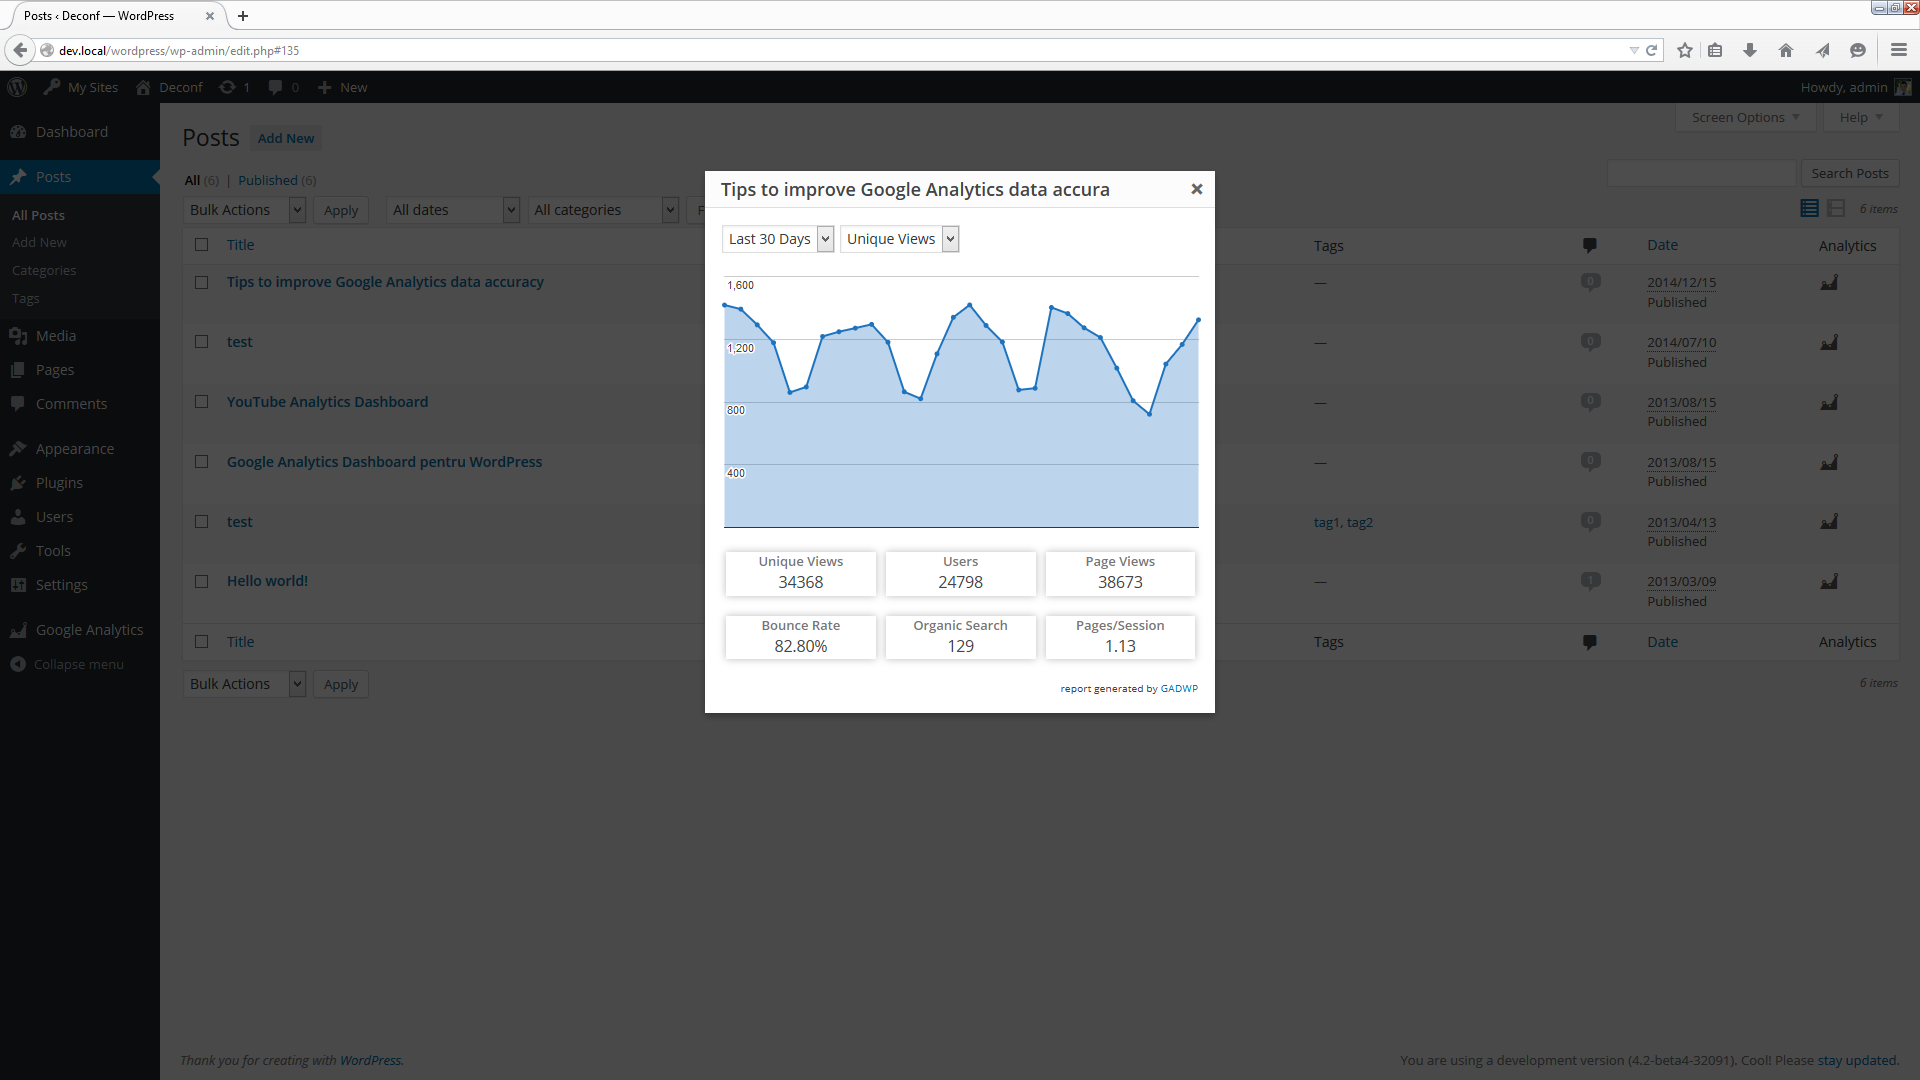 Posts ‹ Deconf — WordPress
dev.local/wordpress/wp-admin/edit.php#135
My Sites Deconf 1 0 New Howdy, admin
Dashboard
Posts
All Posts
Add New
Categories
Tags
Media
Pages
Comments
Appearance
Plugins
Users
Tools
Settings
Google Analytics
Collapse menu
Screen Options Help
Posts Add New
All (6) | Published (6)
Search Posts
Bulk Actions Apply All dates All categories F
6 items
Title Tags Date Analytics
Tips to improve Google Analytics data accuracy — 0 2014/12/15
Published
test — 0 2014/07/10
Published
YouTube Analytics Dashboard — 0 2013/08/15
Published
Google Analytics Dashboard pentru WordPress — 0 2013/08/15
Published
test tag1, tag2 0 2013/04/13
Published
Hello world! — 1 2013/03/09
Published
Title Tags Date Analytics
Bulk Actions Apply
6 items
Tips to improve Google Analytics data accura
Last 30 Days Unique Views
1,600
1,200
800
400
Unique Views Users Page Views
34368 24798 38673
Bounce Rate Organic Search Pages/Session
82.80% 129 1.13
report generated by GADWP
Thank you for creating with WordPress.
You are using a development version (4.2-beta4-32091). Cool! Please stay updated.